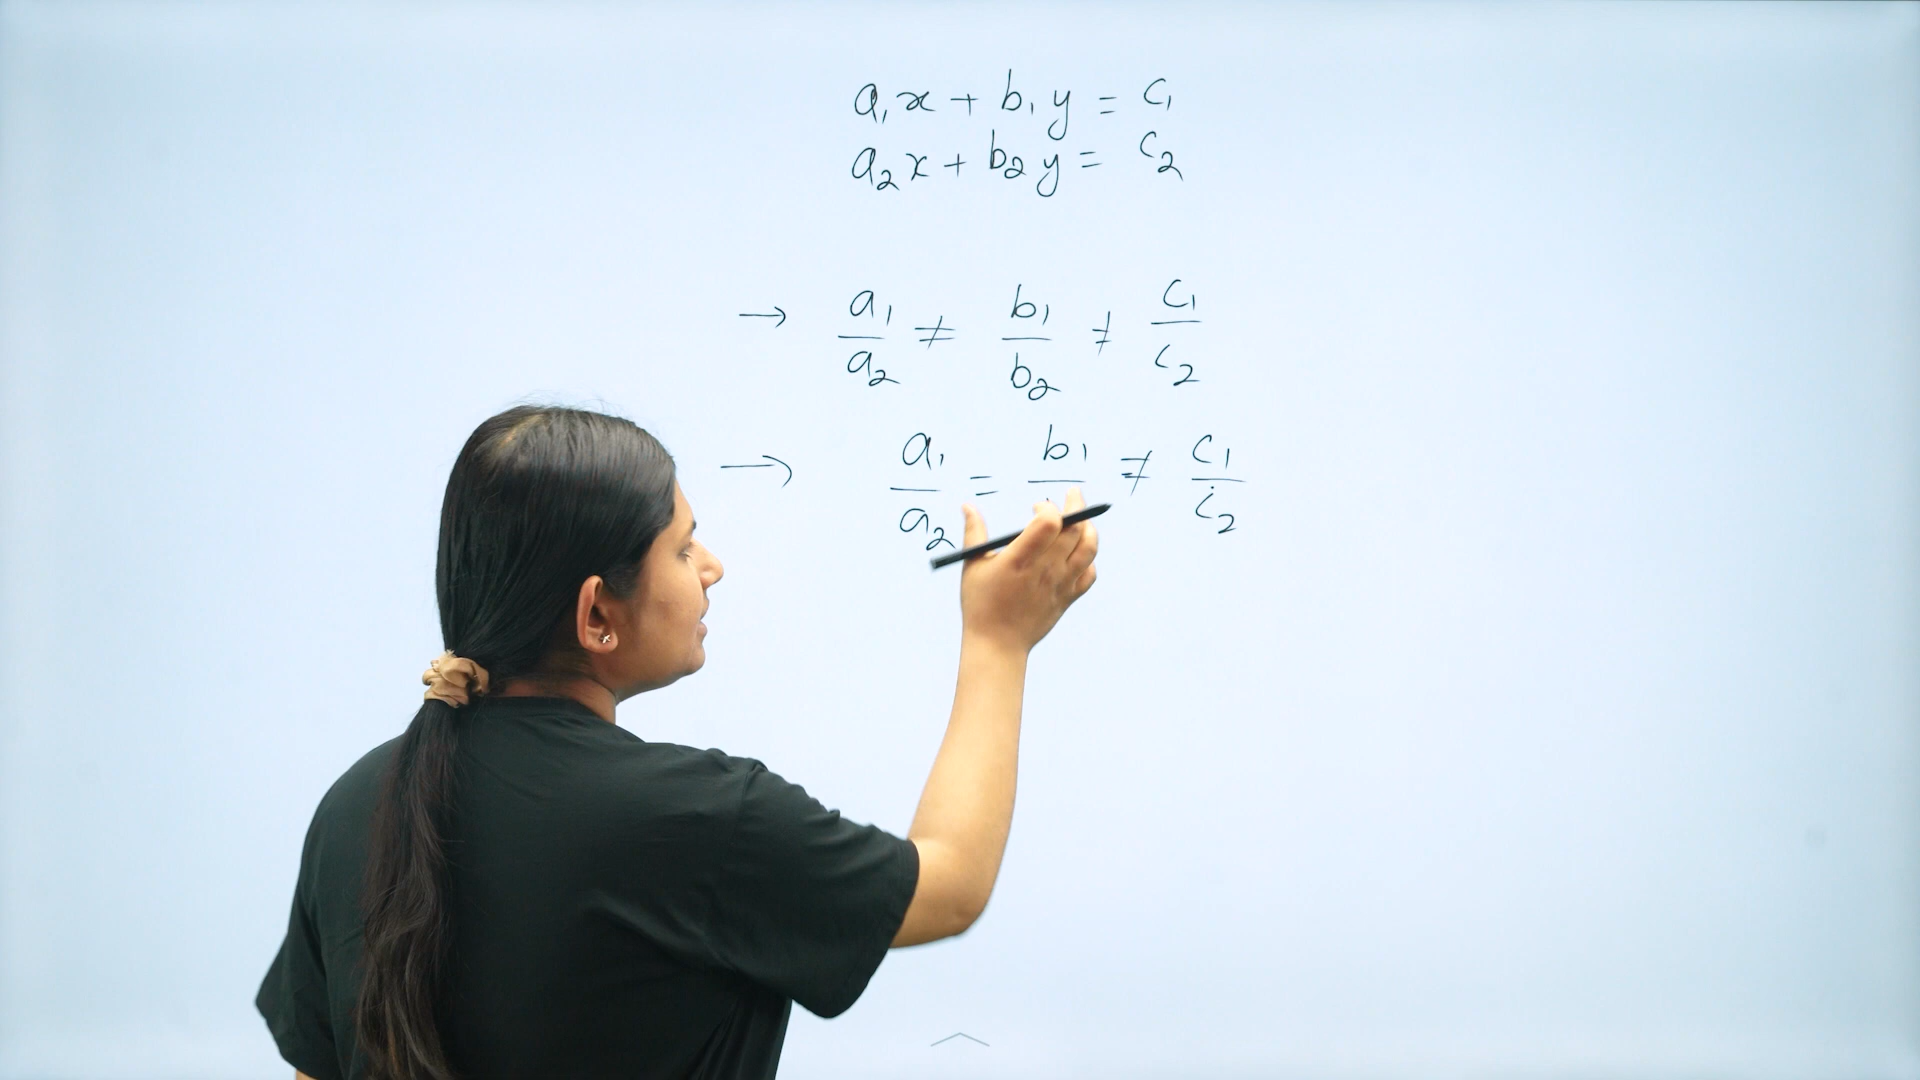 a₁x + b₁y = c₁
a₂x + b₂y = c₂
→ a₁/a₂ ≠ b₁/b₂ ≠ c₁/c₂
→ a₁/a₂ = b₁/ ≠ c₁/c₂